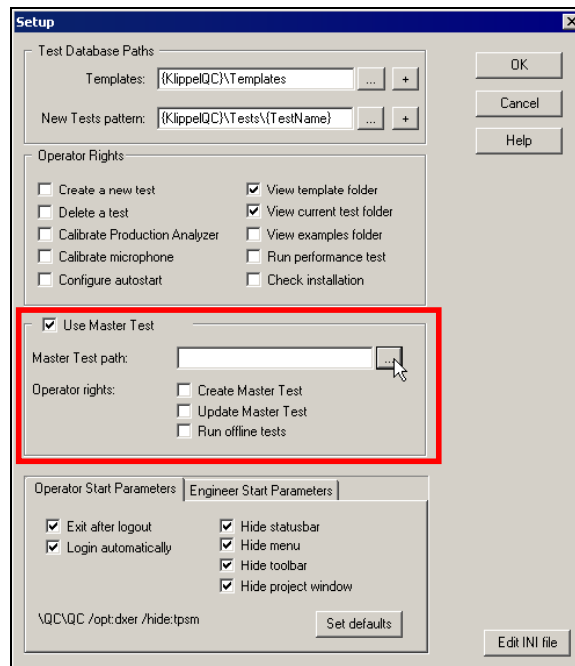 Setup
Test Database Paths
Templates: {KlippelQC}\Templates ... +
New Tests pattern: {KlippelQC}\Tests\{TestName} ... +
OK
Cancel
Help
Operator Rights
Create a new test
Delete a test
Calibrate Production Analyzer
Calibrate microphone
Configure autostart
View template folder
View current test folder
View examples folder
Run performance test
Check installation
Use Master Test
Master Test path: ...
Operator rights:
Create Master Test
Update Master Test
Run offline tests
Operator Start Parameters
Engineer Start Parameters
Exit after logout
Login automatically
Hide statusbar
Hide menu
Hide toolbar
Hide project window
\QC\QC /opt:dxer /hide:tpsm
Set defaults
Edit INI file